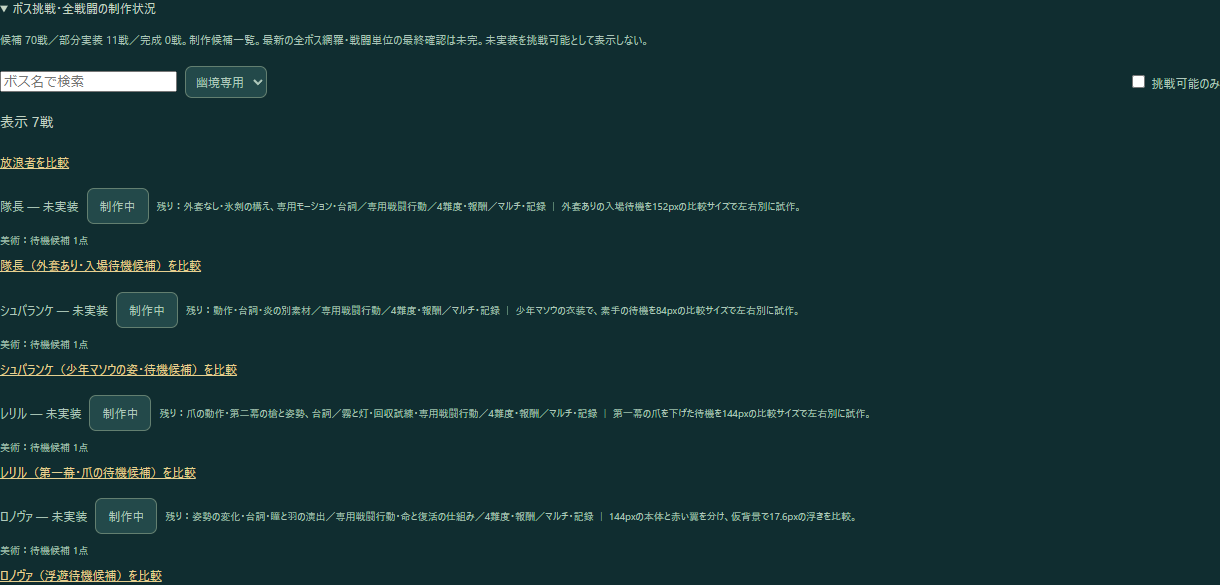 ▼ ボス挑戦・全戦闘の制作状況
候補 70戦／部分実装 11戦／完成 0戦。制作候補一覧。最新の全ボス網羅・戦闘単位の最終確認は未完。未実装を挑戦可能として表示しない。
ボス名で検索 幽境専用 挑戦可能のみ
表示 7戦
放浪者を比較
隊長 — 未実装 制作中 残り：外套なし・氷剣の構え、専用モーション・台詞／専用戦闘行動／4難度・報酬／マルチ・記録 ｜ 外套ありの入場待機を152pxの比較サイズで左右別に試作。
美術：待機候補 1点
隊長（外套あり・入場待機候補）を比較
シュバランケ — 未実装 制作中 残り：動作・台詞・炎の別素材／専用戦闘行動／4難度・報酬／マルチ・記録 ｜ 少年マソウの衣装で、素手の待機を84pxの比較サイズで左右別に試作。
美術：待機候補 1点
シュバランケ（少年マソウの姿・待機候補）を比較
レリル — 未実装 制作中 残り：爪の動作・第二幕の槍と姿勢、台詞／霧と灯・回収試練・専用戦闘行動／4難度・報酬／マルチ・記録 ｜ 第一幕の爪を下げた待機を144pxの比較サイズで左右別に試作。
美術：待機候補 1点
レリル（第一幕・爪の待機候補）を比較
ロノヴァ — 未実装 制作中 残り：姿勢の変化・台詞・瞳と羽の演出／専用戦闘行動・命と復活の仕組み／4難度・報酬／マルチ・記録 ｜ 144pxの本体と赤い翼を分け、仮背景で17.6pxの浮きを比較。
美術：待機候補 1点
ロノヴァ（浮遊待機候補）を比較